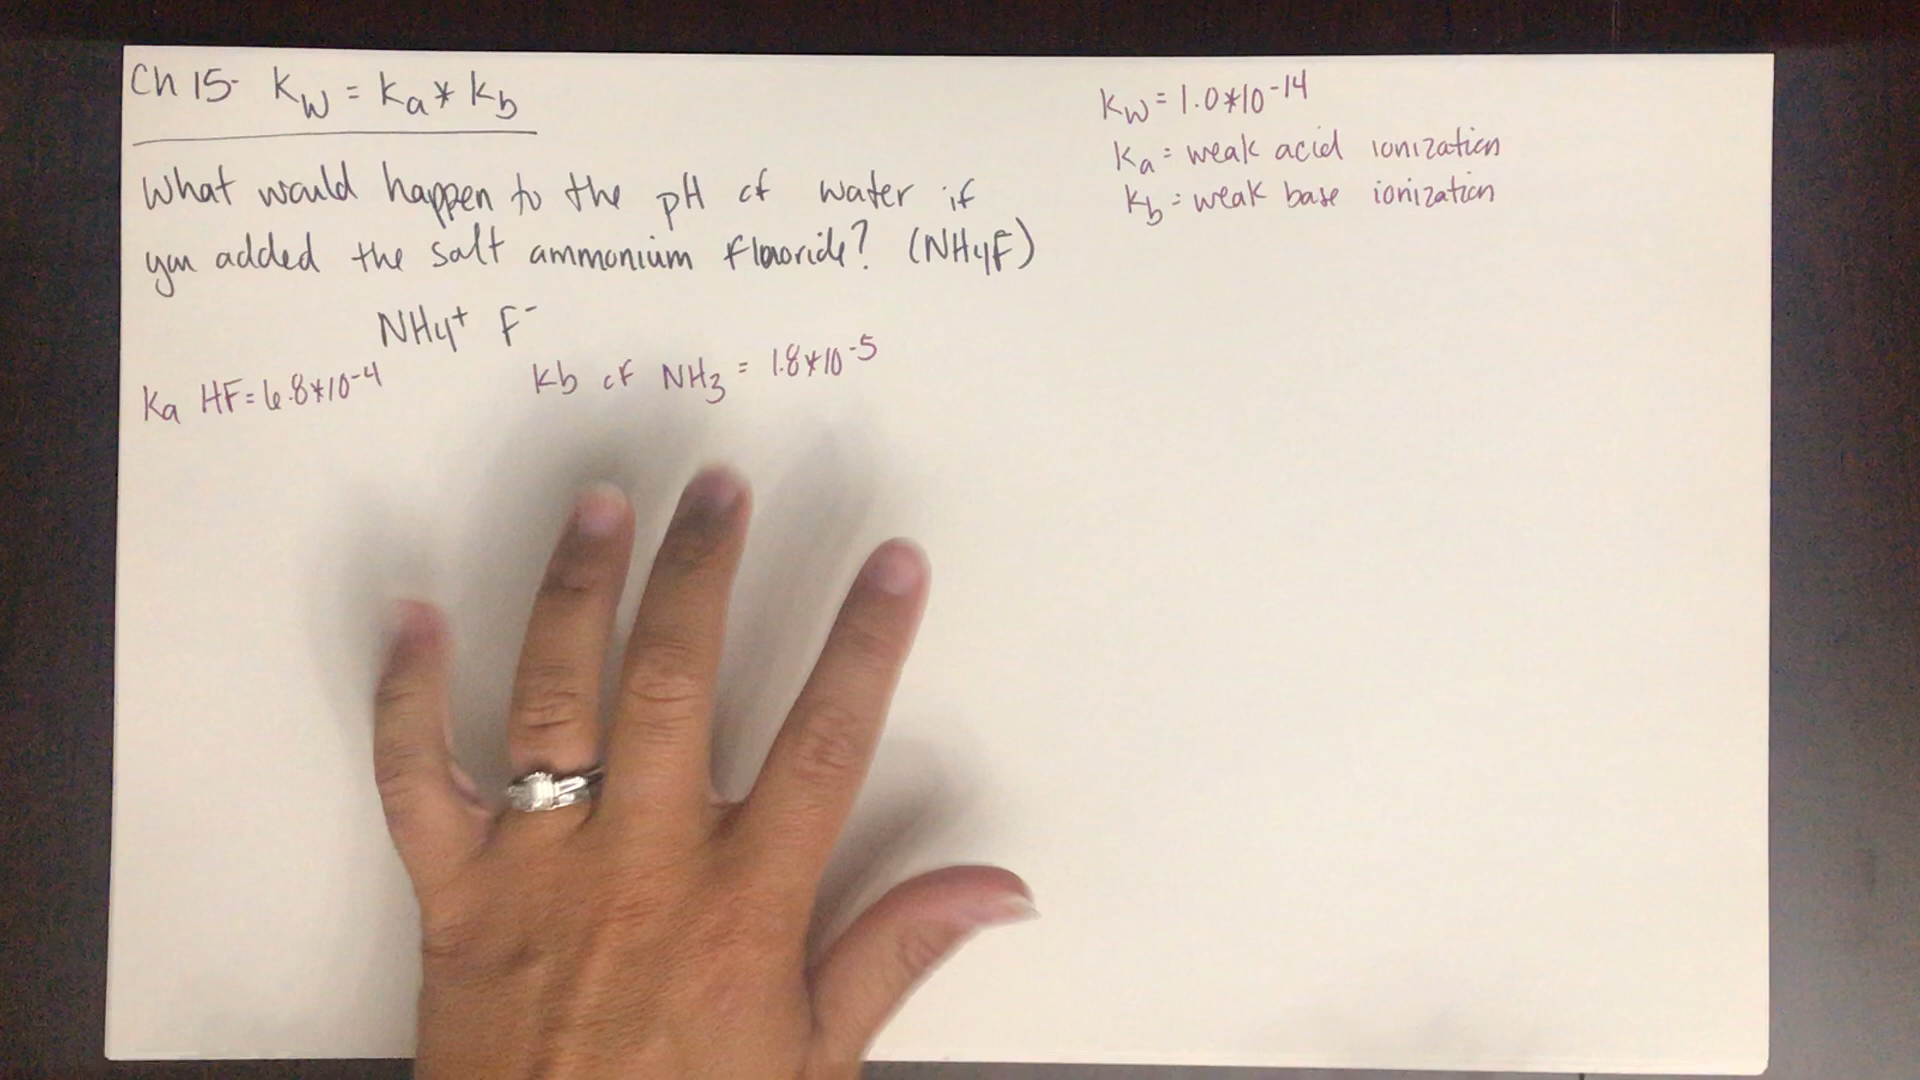 Ch 15- Kw = Ka * Kb
What would happen to the pH of water if
you added the salt ammonium fluoride? (NH4F)
NH4+ F-
Ka HF = 6.8*10-4
Kb of NH3 = 1.8*10-5
Kw = 1.0*10-14
Ka = weak acid ionization
Kb = weak base ionization